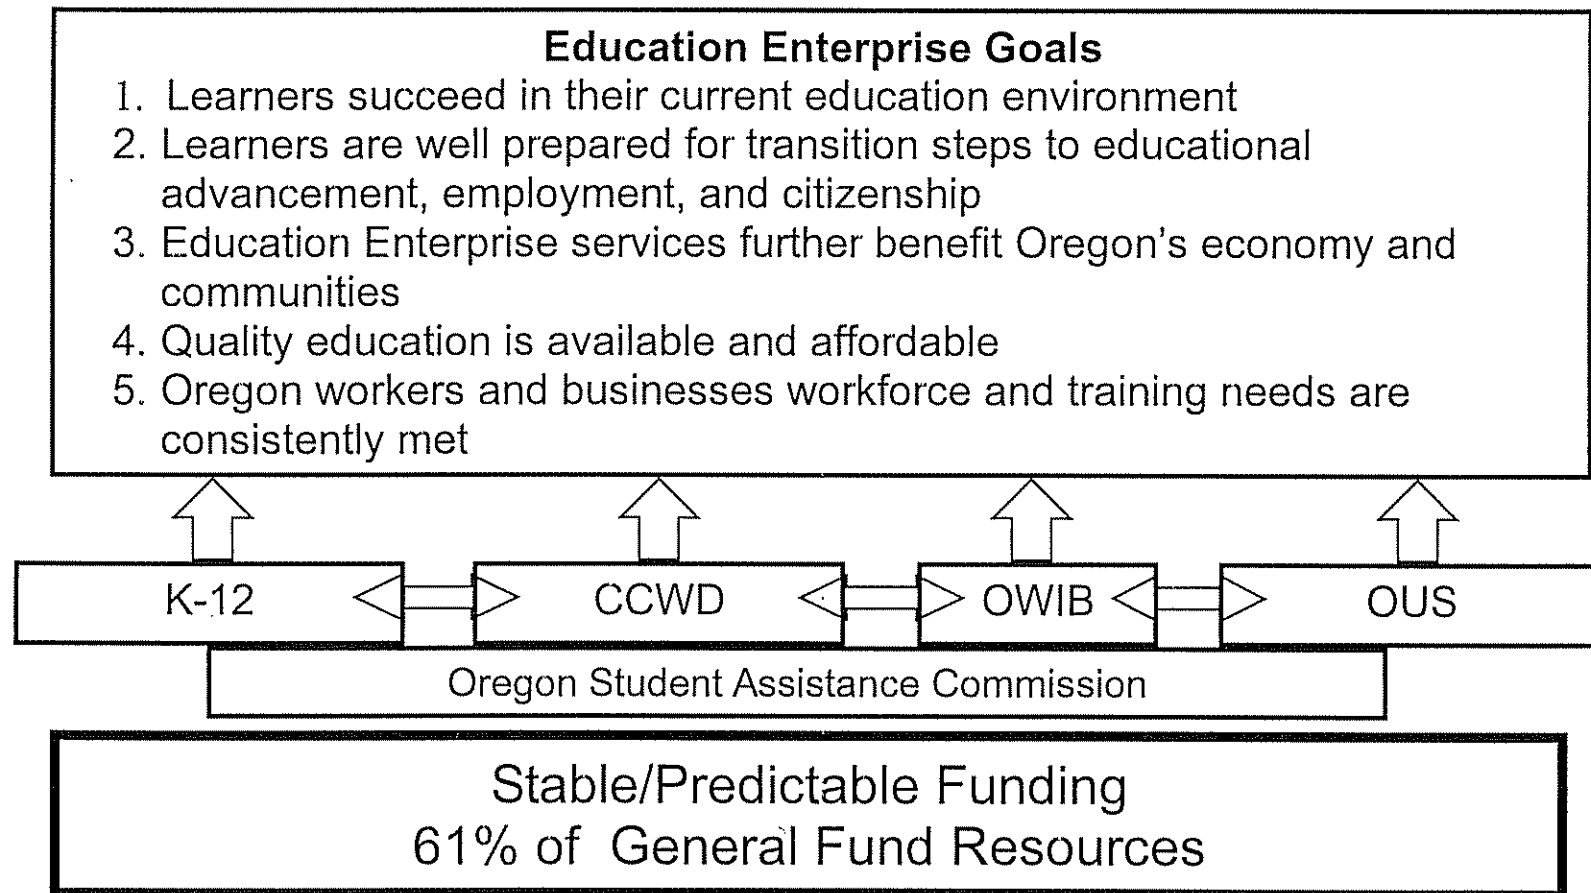 Education Enterprise Goals
1. Learners succeed in their current education environment
2. Learners are well prepared for transition steps to educational
advancement, employment, and citizenship
3. Education Enterprise services further benefit Oregon's economy and
communities
4. Quality education is available and affordable
5. Oregon workers and businesses workforce and training needs are
consistently met
K-12 CCWD OWIB OUS
Oregon Student Assistance Commission
Stable/Predictable Funding
61% of General Fund Resources